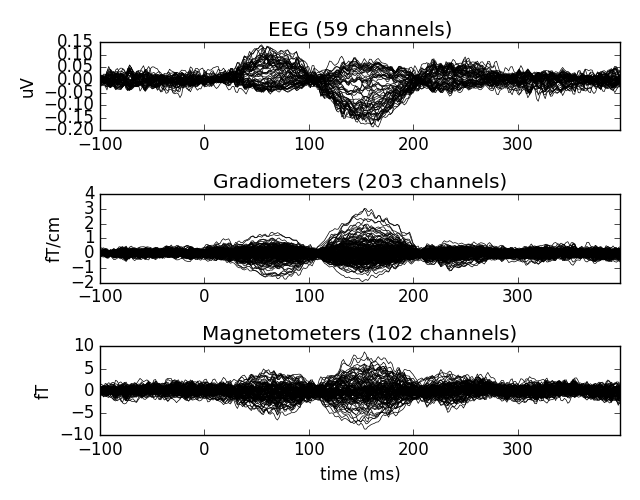 EEG (59 channels)
0.15
0.10
0.05
0.00
−0.05
−0.10
−0.15
−0.20
uV
−100 0 100 200 300
Gradiometers (203 channels)
4
3
2
1
0
−1
−2
fT/cm
−100 0 100 200 300
Magnetometers (102 channels)
10
5
0
−5
−10
fT
−100 0 100 200 300
time (ms)